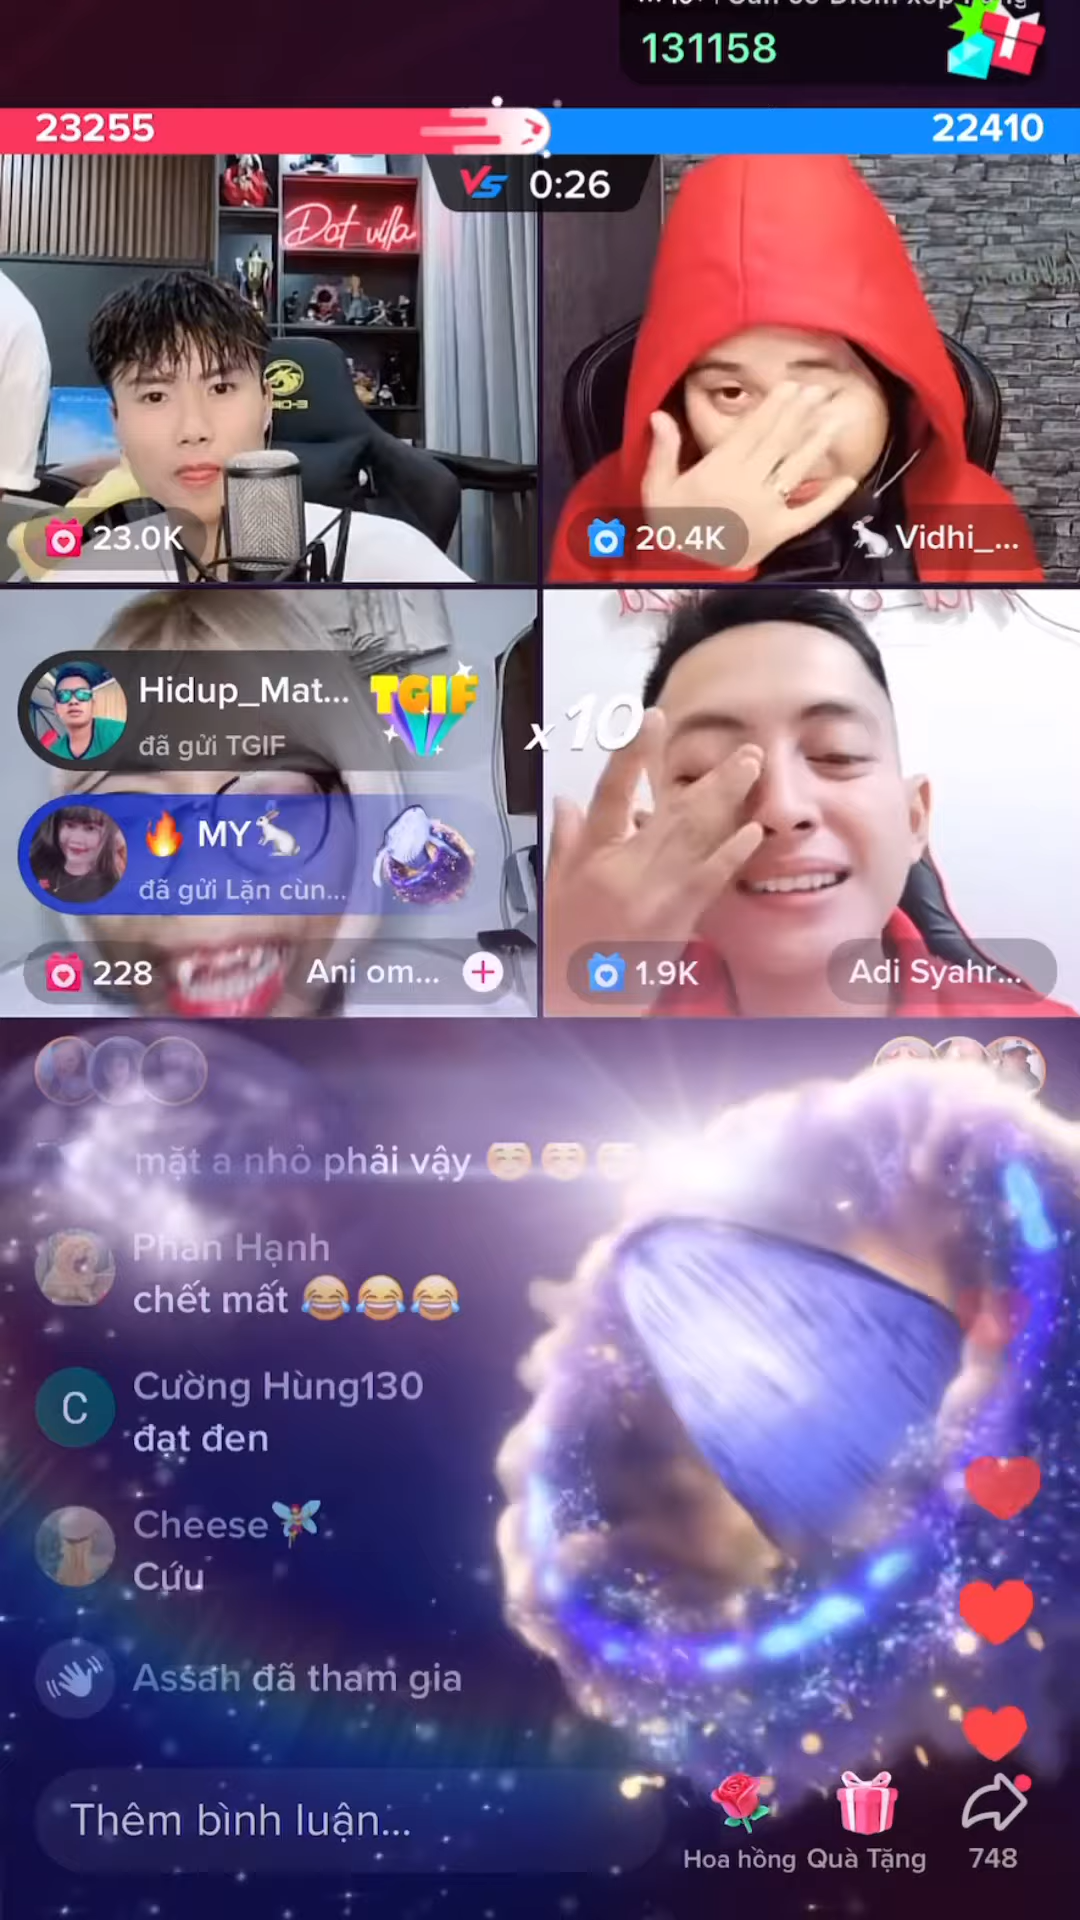 131158
23255
22410
VS 0:26
Dot villa
23.0K
20.4K
Vidhi_...
Hidup_Mat...
TGIF
đã gửi TGIF
x10
MY
đã gửi Lặn cùn...
228
Ani om...
1.9K
Adi Syahr...
mặt a nhỏ phải vậy
Phan Hạnh
chết mất
C
Cường Hùng130
đạt đen
Cheese
Cứu
Assah đã tham gia
Thêm bình luận...
Hoa hồng
Quà Tặng
748